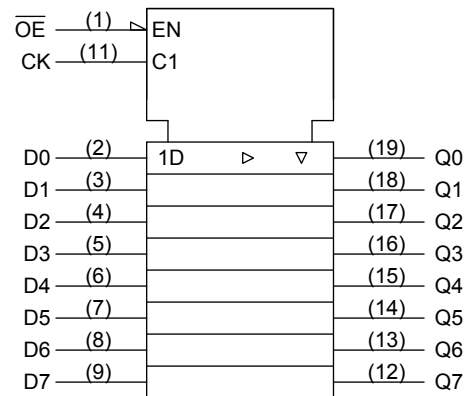 OE (1) EN
CK (11) C1
D0 (2) 1D (19) Q0
D1 (3) (18) Q1
D2 (4) (17) Q2
D3 (5) (16) Q3
D4 (6) (15) Q4
D5 (7) (14) Q5
D6 (8) (13) Q6
D7 (9) (12) Q7